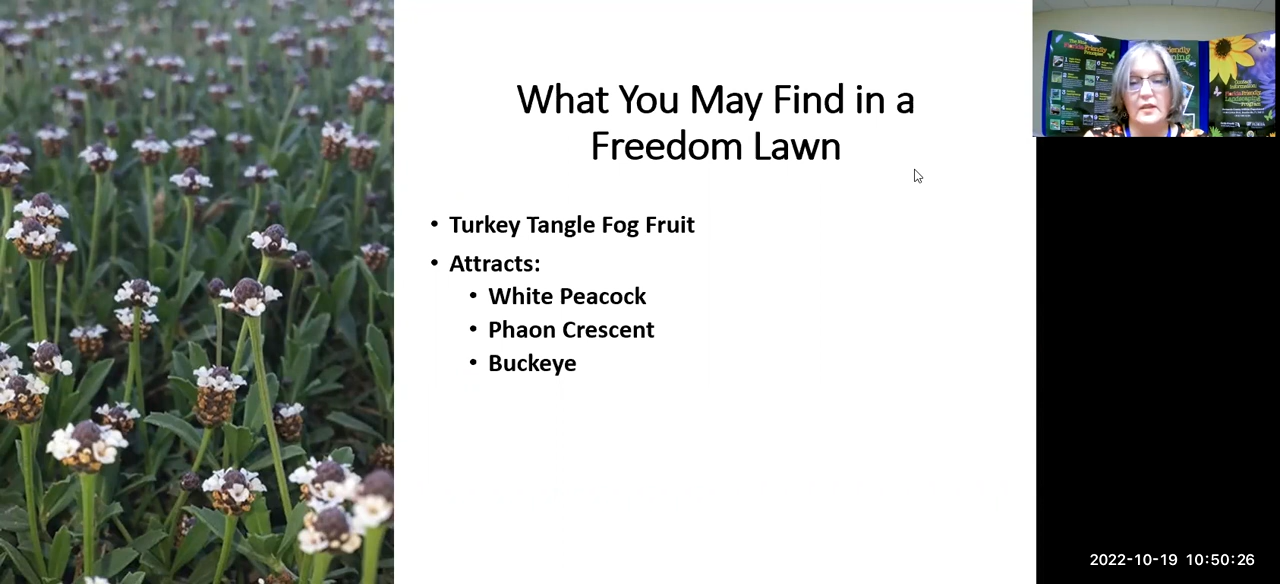 What You May Find in a
Freedom Lawn
• Turkey Tangle Fog Fruit
• Attracts:
• White Peacock
• Phaon Crescent
• Buckeye
2022-10-19 10:50:26